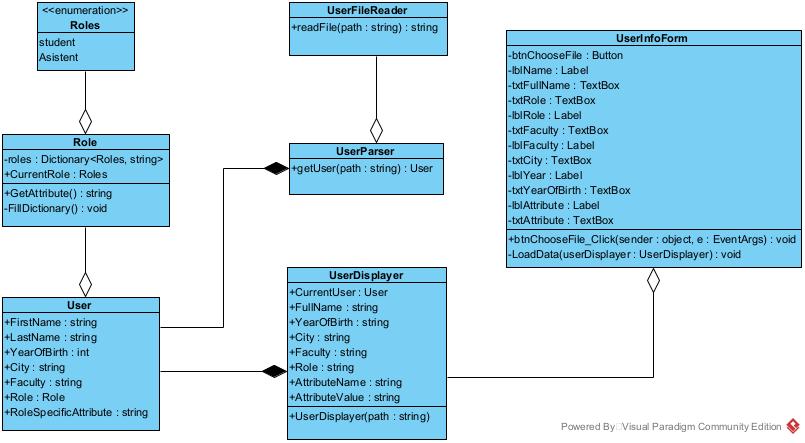 <<enumeration>>
Roles
student
Asistent
UserFileReader
+readFile(path : string) : string
UserInfoForm
-btnChooseFile : Button
-lblName : Label
-txtFullName : TextBox
-txtRole : TextBox
-lblRole : Label
-txtFaculty : TextBox
-lblFaculty : Label
-txtCity : TextBox
-lblYear : Label
-txtYearOfBirth : TextBox
-lblAttribute : Label
-txtAttribute : TextBox
+btnChooseFile_Click(sender : object, e : EventArgs) : void
-LoadData(userDisplayer : UserDisplayer) : void
Role
-roles : Dictionary<Roles, string>
+CurrentRole : Roles
+GetAttribute() : string
-FillDictionary() : void
UserParser
+getUser(path : string) : User
User
+FirstName : string
+LastName : string
+YearOfBirth : int
+City : string
+Faculty : string
+Role : Role
+RoleSpecificAttribute : string
UserDisplayer
+CurrentUser : User
+FullName : string
+YearOfBirth : string
+City : string
+Faculty : string
+Role : string
+AttributeName : string
+AttributeValue : string
+UserDisplayer(path : string)
Powered By Visual Paradigm Community Edition